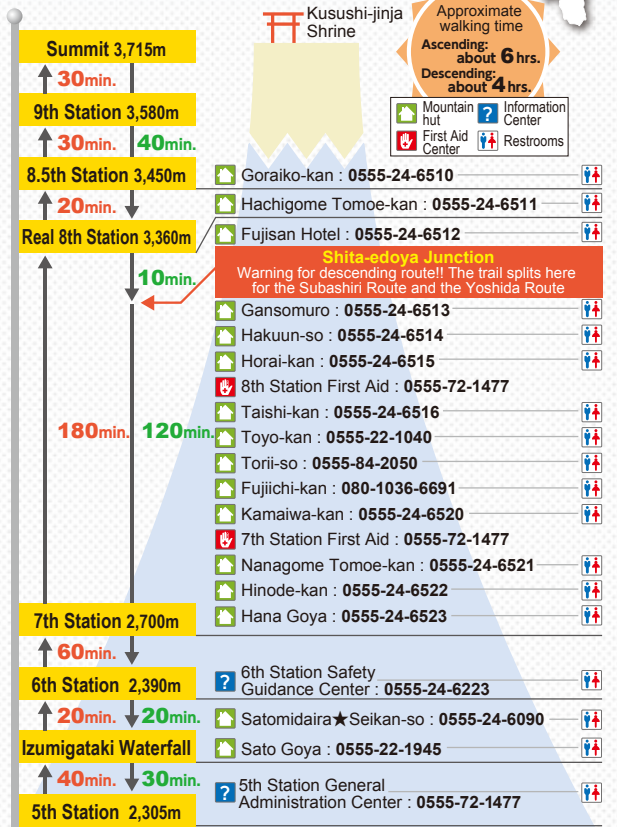 Kusushi-jinja
Shrine
Approximate
walking time
Ascending:
about 6 hrs.
Descending:
about 4 hrs.
Mountain
hut
? Information
Center
First Aid
Center
Restrooms
Summit 3,715m
30min.
9th Station 3,580m
30min. 40min.
8.5th Station 3,450m
Goraiko-kan : 0555-24-6510
20min.
Hachigome Tomoe-kan : 0555-24-6511
Real 8th Station 3,360m
Fujisan Hotel : 0555-24-6512
Shita-edoya Junction
Warning for descending route!! The trail splits here
for the Subashiri Route and the Yoshida Route
10min.
Gansomuro : 0555-24-6513
Hakuun-so : 0555-24-6514
Horai-kan : 0555-24-6515
8th Station First Aid : 0555-72-1477
Taishi-kan : 0555-24-6516
180min. 120min.
Toyo-kan : 0555-22-1040
Torii-so : 0555-84-2050
Fujiichi-kan : 080-1036-6691
Kamaiwa-kan : 0555-24-6520
7th Station First Aid : 0555-72-1477
Nanagome Tomoe-kan : 0555-24-6521
Hinode-kan : 0555-24-6522
Hana Goya : 0555-24-6523
7th Station 2,700m
60min.
6th Station 2,390m
? 6th Station Safety
Guidance Center : 0555-24-6223
20min. 20min.
Satomidaira★Seikan-so : 0555-24-6090
Izumigataki Waterfall
Sato Goya : 0555-22-1945
40min. 30min.
? 5th Station General
Administration Center : 0555-72-1477
5th Station 2,305m